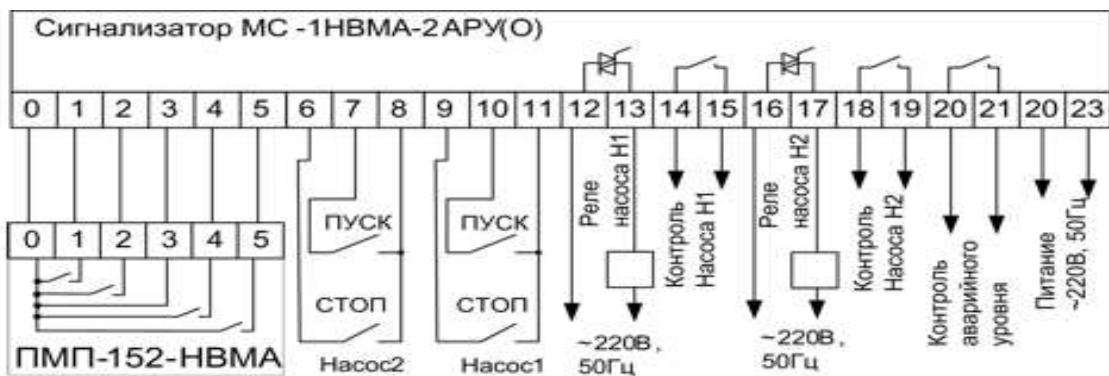 Сигнализатор МС -1НВМА-2АРУ(О)
0 1 2 3 4 5 6 7 8 9 10 11 12 13 14 15 16 17 18 19 20 21 20 23
0 1 2 3 4 5
ПМП-152-НВМА
ПУСК
СТОП
Насос2
ПУСК
СТОП
Насос1
Реле
насоса Н1
~220В,
50Гц
Контроль
Насоса Н1
Реле
насоса Н2
~220В,
50Гц
Контроль
Насоса Н2
Контроль
аварийного
уровня
Питание
~220В, 50Гц